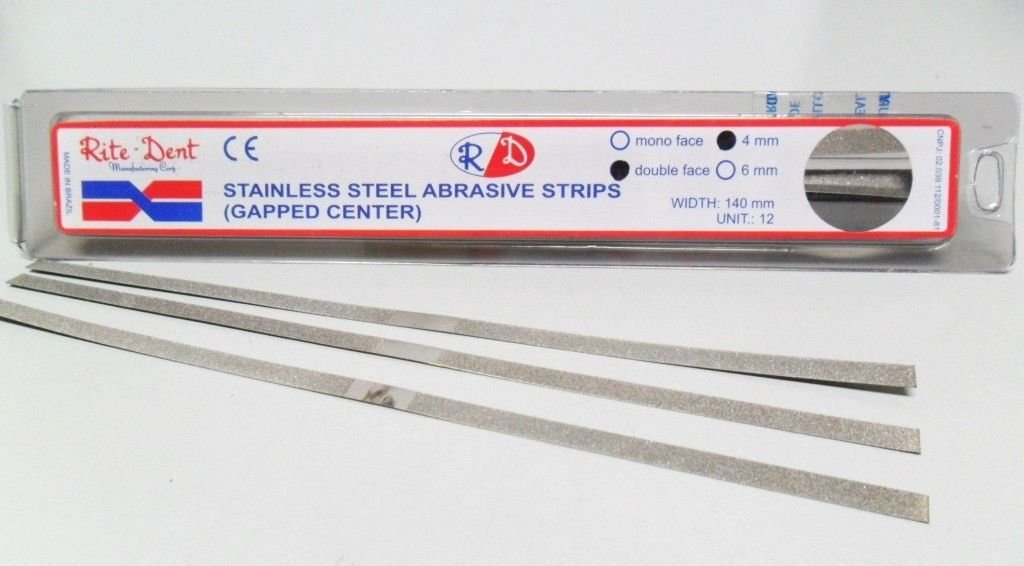 Rite-Dent
Manufacturing Corp
MADE IN BRAZIL
CE
RD
STAINLESS STEEL ABRASIVE STRIPS
(GAPPED CENTER)
mono face
4 mm
double face
6 mm
WIDTH: 140 mm
UNIT.: 12